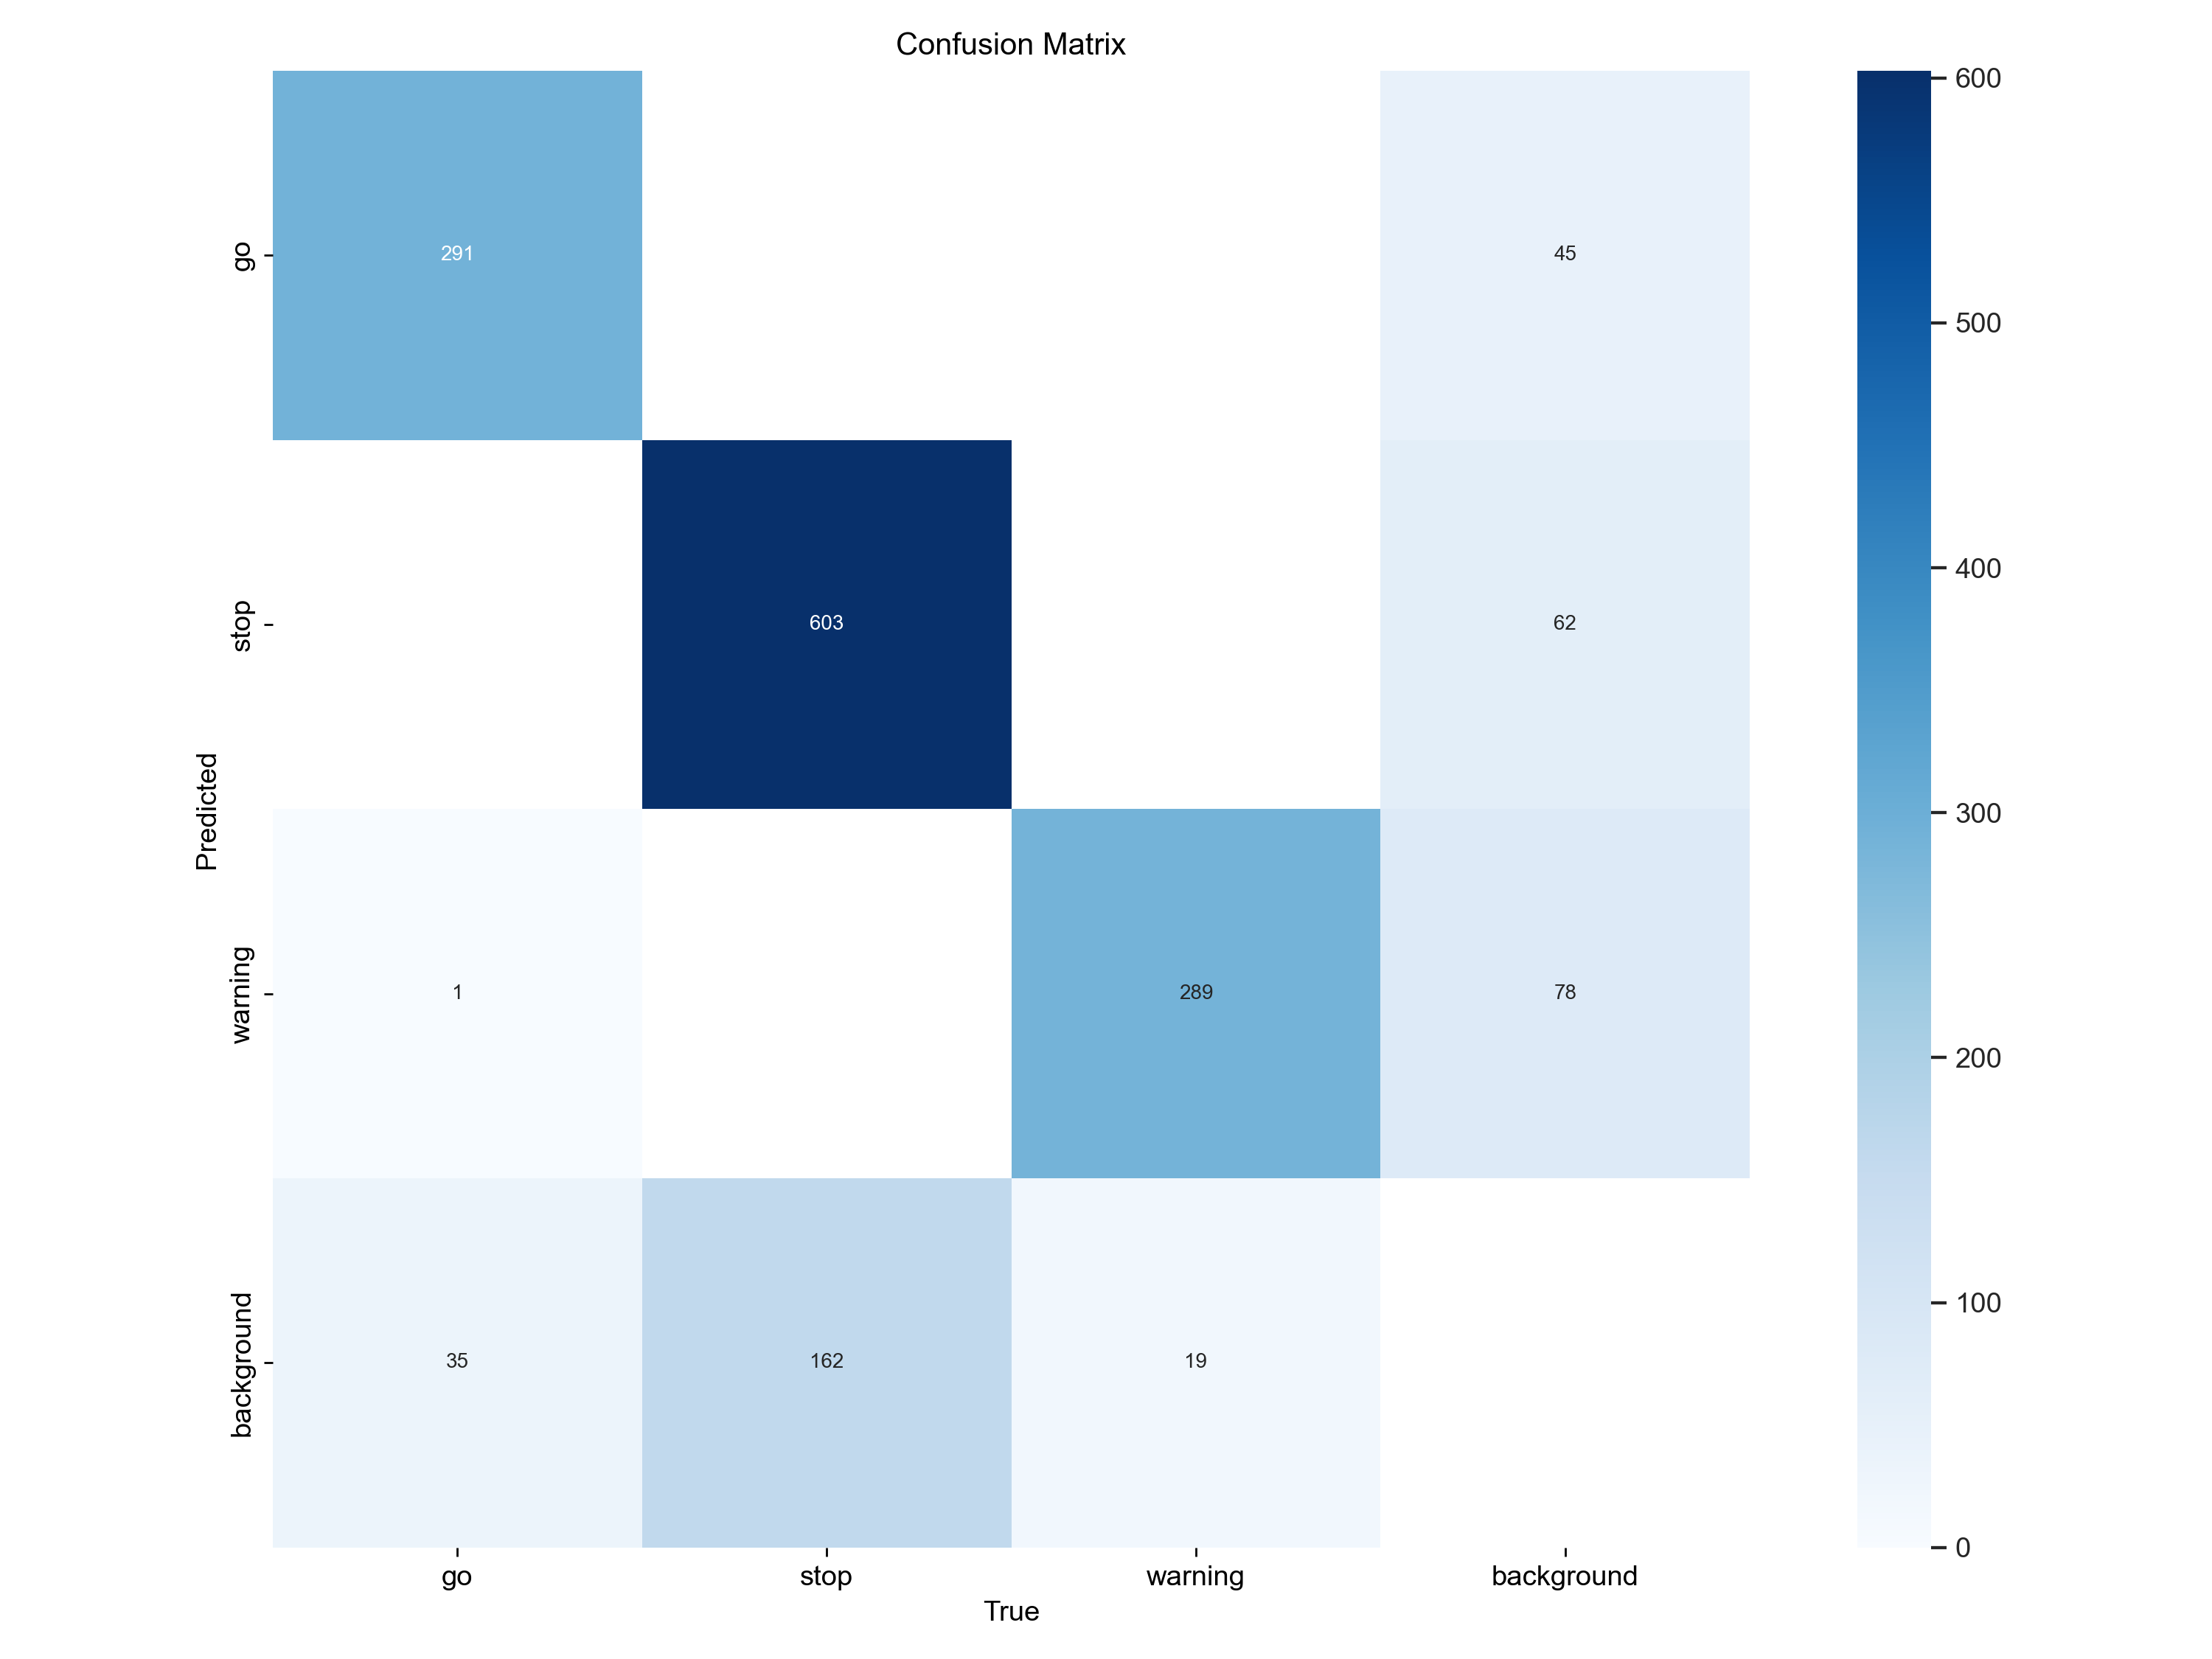 Confusion Matrix
go
291
45
stop
603
62
warning
1
289
78
background
35
162
19
Predicted
go
stop
warning
background
True
600
500
400
300
200
100
0